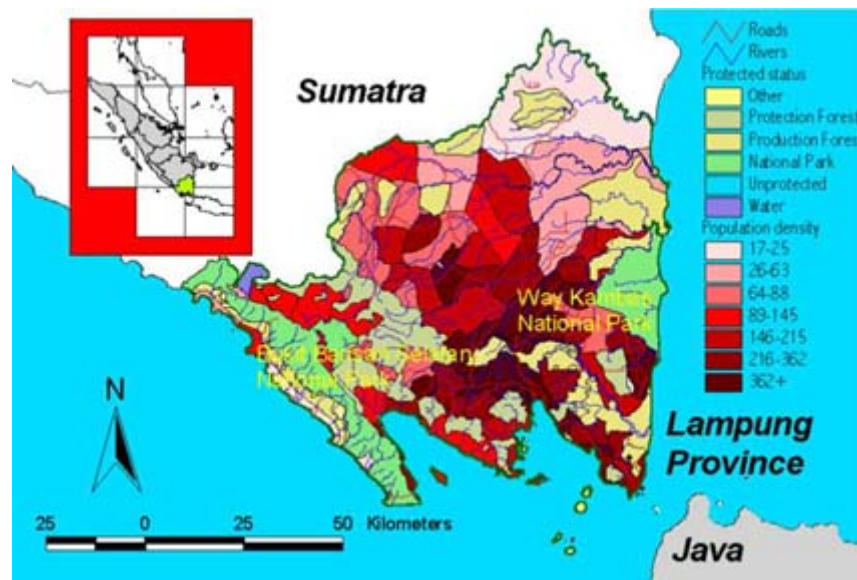 Sumatra
Roads
Rivers
Protected status
Other
Protection Forest
Production Forest
National Park
Unprotected
Water
Population density
17-25
26-63
64-88
89-145
146-215
216-362
362+
Way Kambas
National Park
Bukit Barisan Selatan
National Park
N
Lampung
Province
25 0 25 50 Kilometers
Java